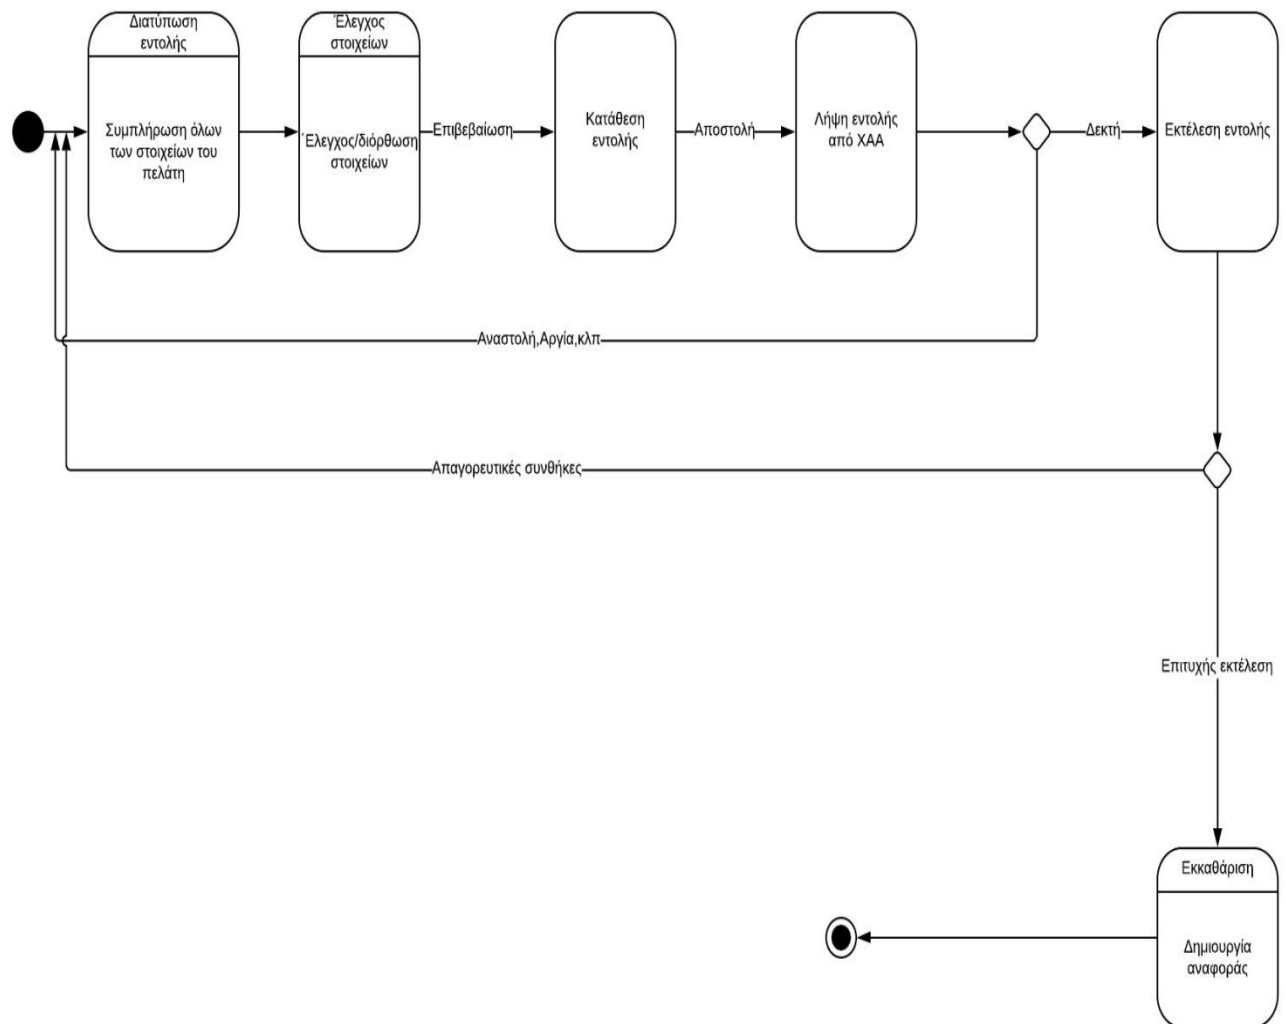 Διατύπωση
εντολής
Συμπλήρωση όλων
των στοιχείων του
πελάτη
Έλεγχος
στοιχείων
Έλεγχος/διόρθωση
στοιχείων
Επιβεβαίωση
Κατάθεση
εντολής
Αποστολή
Λήψη εντολής
από ΧΑΑ
Δεκτή
Εκτέλεση εντολής
Αναστολή,Αργία,κλπ
Απαγορευτικές συνθήκες
Επιτυχής εκτέλεση
Εκκαθάριση
Δημιουργία
αναφοράς